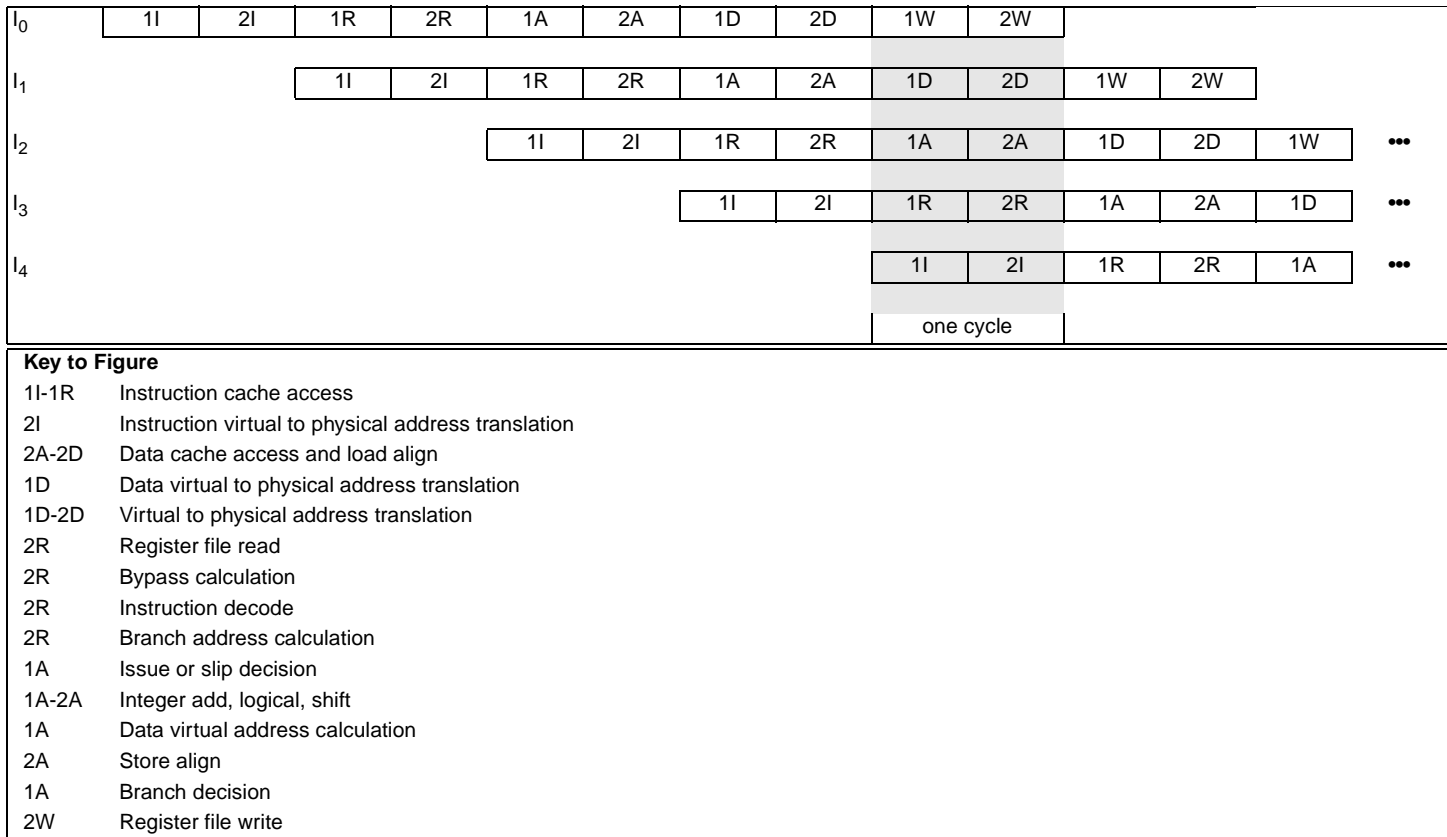 I0 1I 2I 1R 2R 1A 2A 1D 2D 1W 2W
I1 1I 2I 1R 2R 1A 2A 1D 2D 1W 2W
I2 1I 2I 1R 2R 1A 2A 1D 2D 1W •••
I3 1I 2I 1R 2R 1A 2A 1D •••
I4 1I 2I 1R 2R 1A •••
one cycle
Key to Figure
1I-1R Instruction cache access
2I Instruction virtual to physical address translation
2A-2D Data cache access and load align
1D Data virtual to physical address translation
1D-2D Virtual to physical address translation
2R Register file read
2R Bypass calculation
2R Instruction decode
2R Branch address calculation
1A Issue or slip decision
1A-2A Integer add, logical, shift
1A Data virtual address calculation
2A Store align
1A Branch decision
2W Register file write